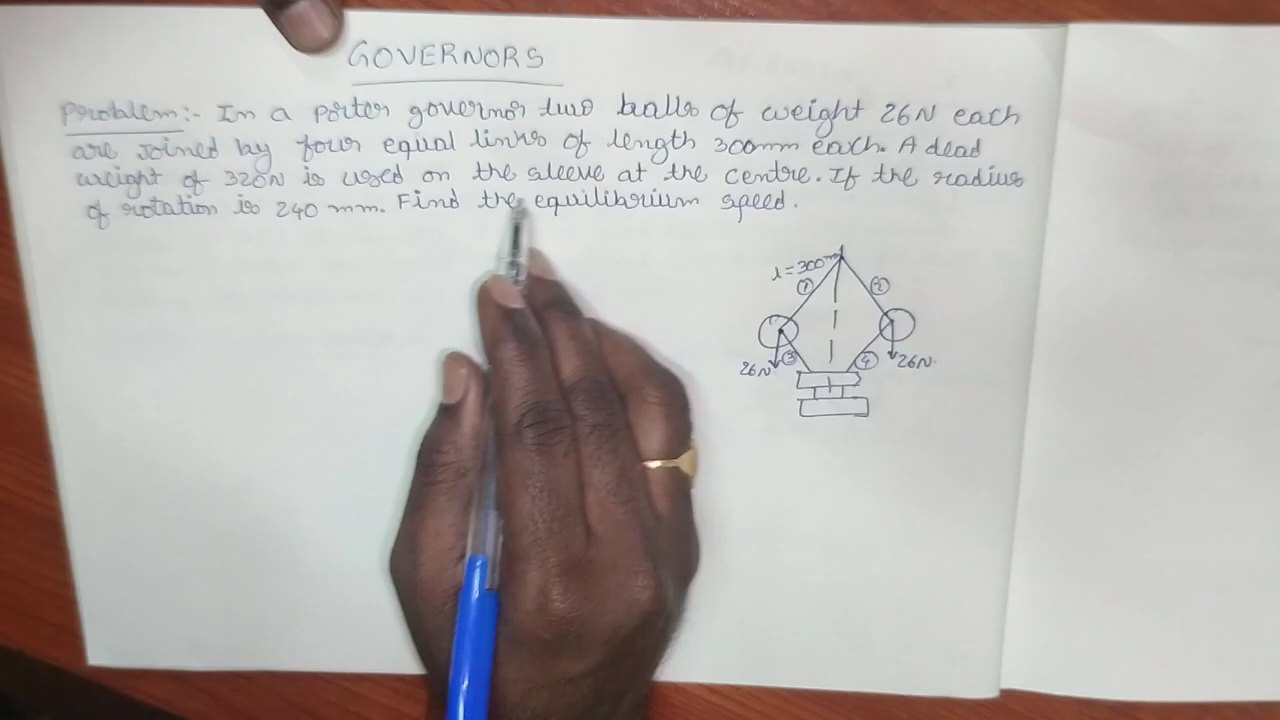 GOVERNORS
Problem:- In a porter governor two balls of weight 26N each
are joined by four equal links of length 300mm each. A dead
weight of 320N is used on the sleeve at the centre. If the radius
of rotation is 240 mm. Find the equilibrium speed.
l=300m
① ②
26N ③ ④ 26N